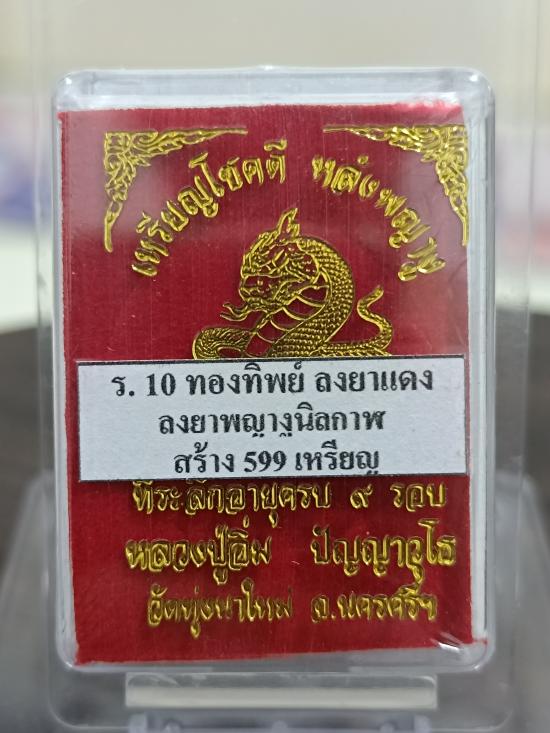 เหรียญโชคดี หล่งพญางู
ร. 10 ทองทิพย์ ลงยาแดง
ลงยาพญางูนิลกาฬ
สร้าง 599 เหรียญ
ที่ระลึกอายุครบ ๙ รอบ
หลวงปู่อิ่ม ปัญญาวุโธ
วัดทุ่งนาใหม่ จ.นครศรีฯ